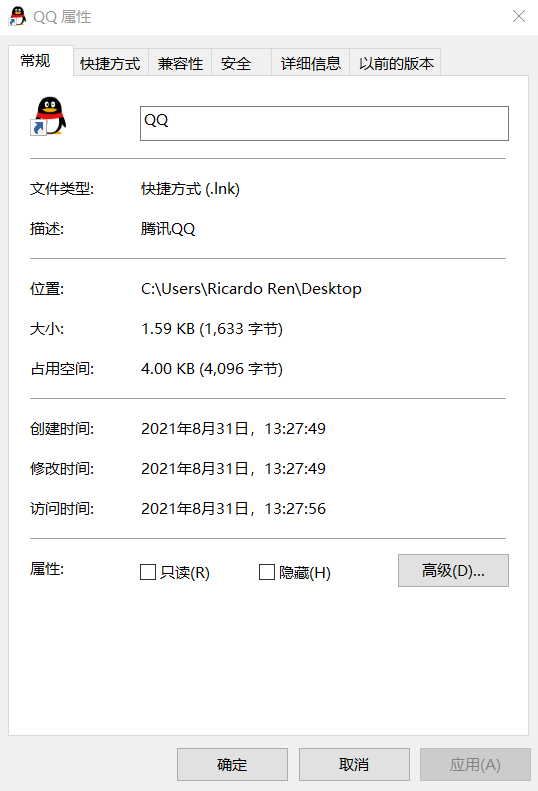 QQ 属性
常规 快捷方式 兼容性 安全 详细信息 以前的版本
QQ
文件类型: 快捷方式 (.lnk)
描述: 腾讯QQ
位置: C:\Users\Ricardo Ren\Desktop
大小: 1.59 KB (1,633 字节)
占用空间: 4.00 KB (4,096 字节)
创建时间: 2021年8月31日，13:27:49
修改时间: 2021年8月31日，13:27:49
访问时间: 2021年8月31日，13:27:56
属性: 只读(R) 隐藏(H) 高级(D)...
确定 取消 应用(A)